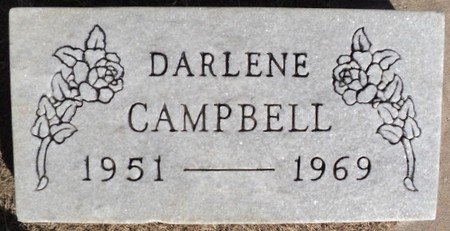 DARLENE
CAMPBELL
1951 — 1969